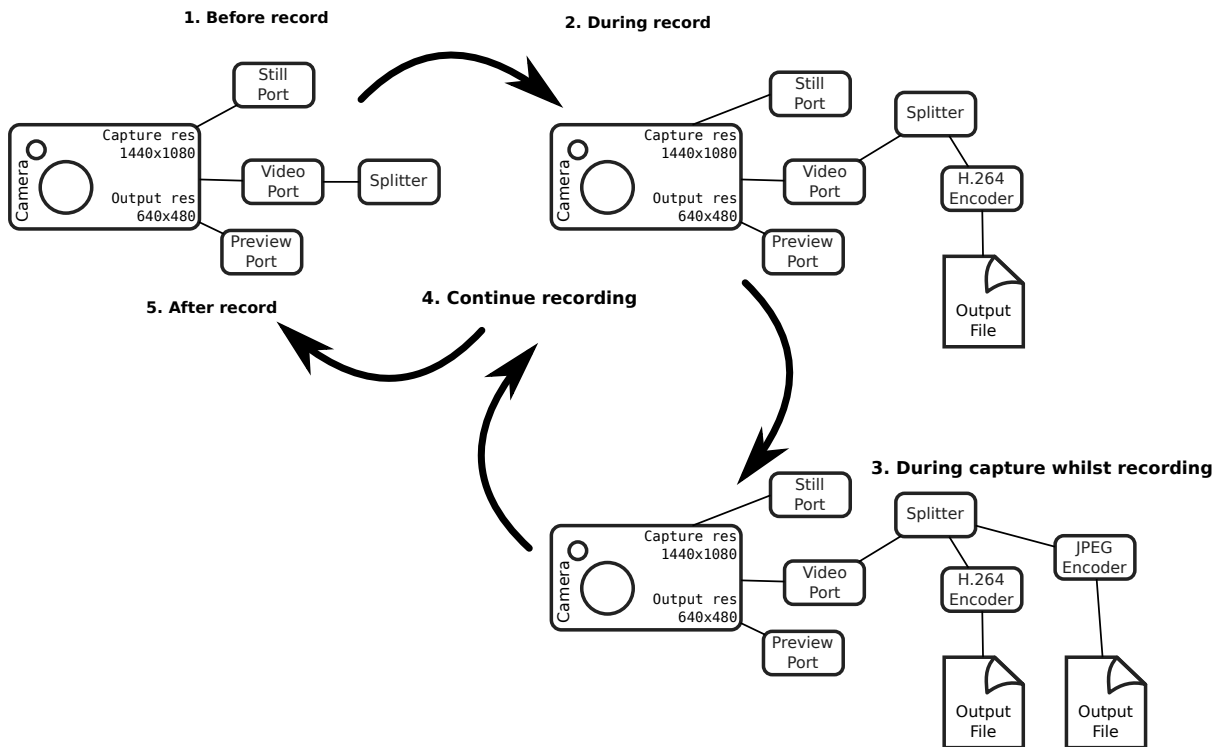 1. Before record
Still
Port
Camera
Capture res
1440x1080
Output res
640x480
Video
Port
Splitter
Preview
Port
2. During record
Still
Port
Camera
Capture res
1440x1080
Output res
640x480
Video
Port
Splitter
H.264
Encoder
Preview
Port
Output
File
5. After record
4. Continue recording
3. During capture whilst recording
Still
Port
Camera
Capture res
1440x1080
Output res
640x480
Video
Port
Splitter
H.264
Encoder
JPEG
Encoder
Preview
Port
Output
File
Output
File